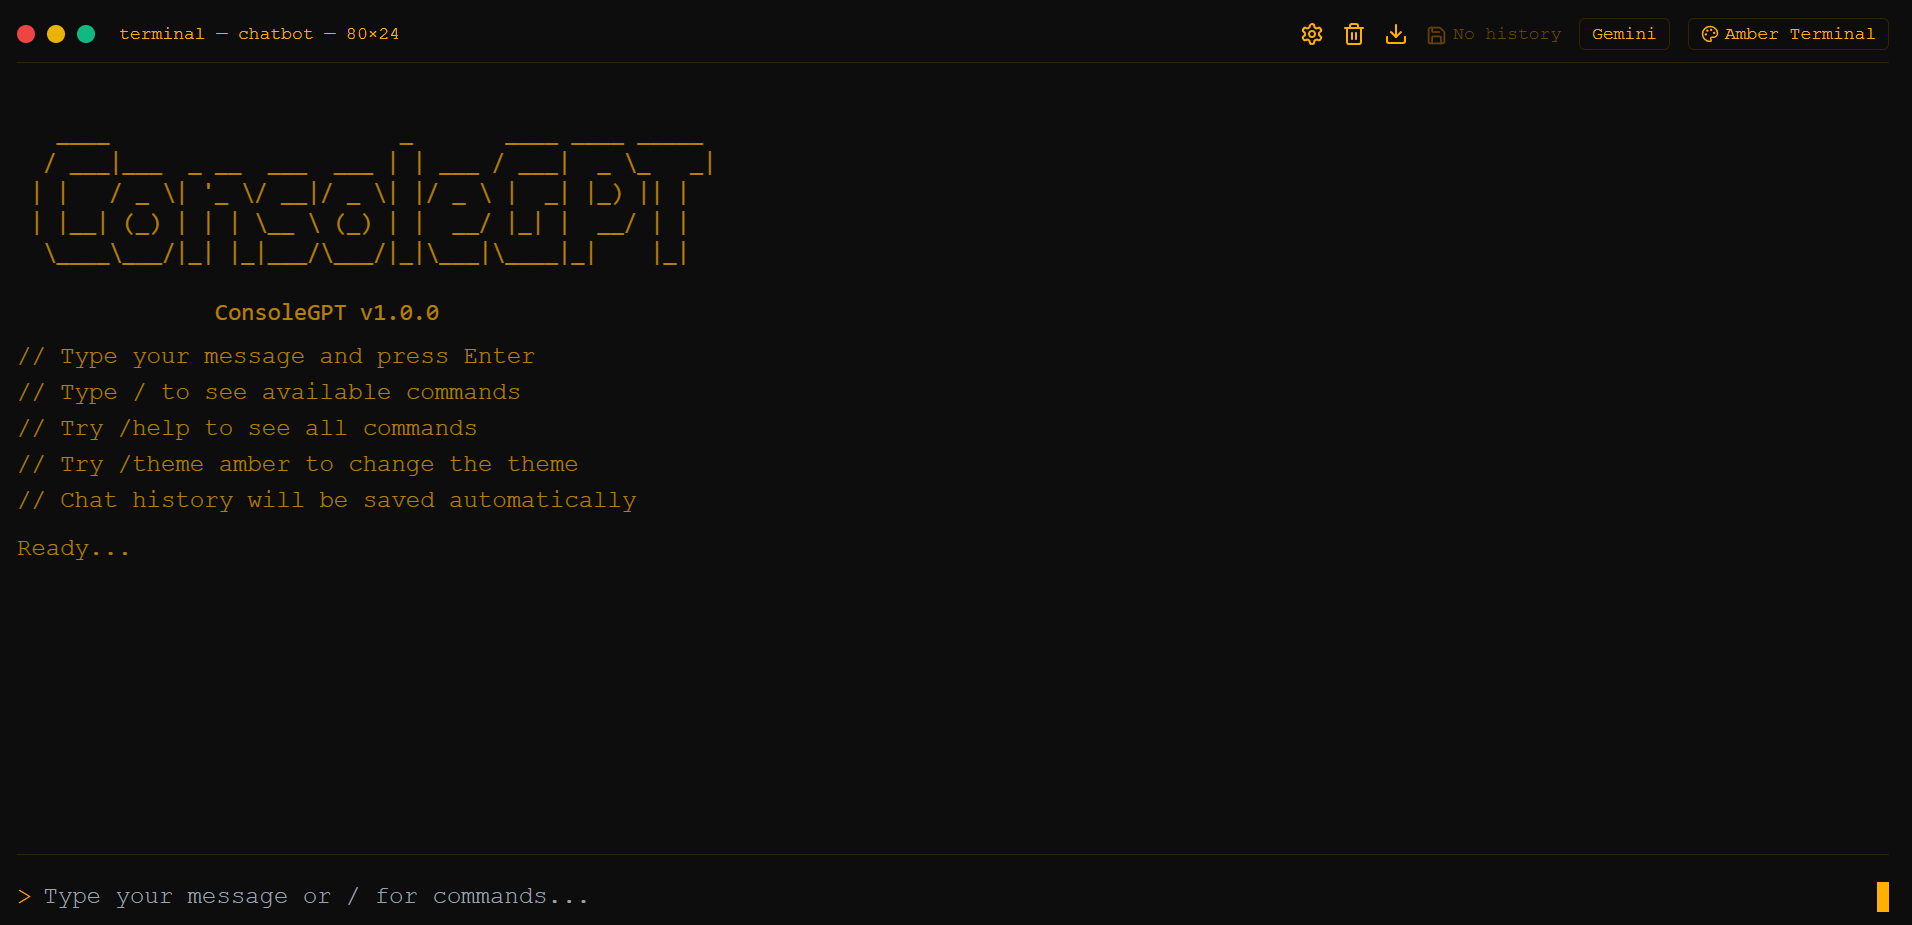 terminal — chatbot — 80×24
No history
Gemini
Amber Terminal
ConsoleGPT
ConsoleGPT v1.0.0
// Type your message and press Enter
// Type / to see available commands
// Try /help to see all commands
// Try /theme amber to change the theme
// Chat history will be saved automatically
Ready...
> Type your message or / for commands...